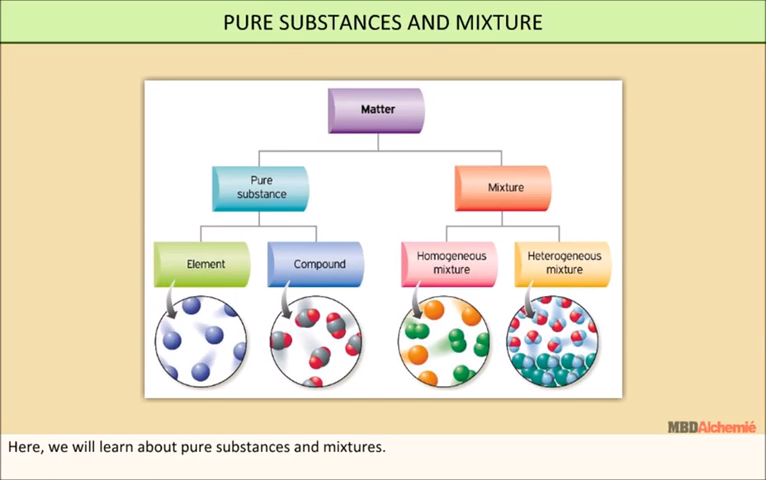 PURE SUBSTANCES AND MIXTURE
Matter
Pure
substance
Mixture
Element
Compound
Homogeneous
mixture
Heterogeneous
mixture
MBDAlchemié
Here, we will learn about pure substances and mixtures.